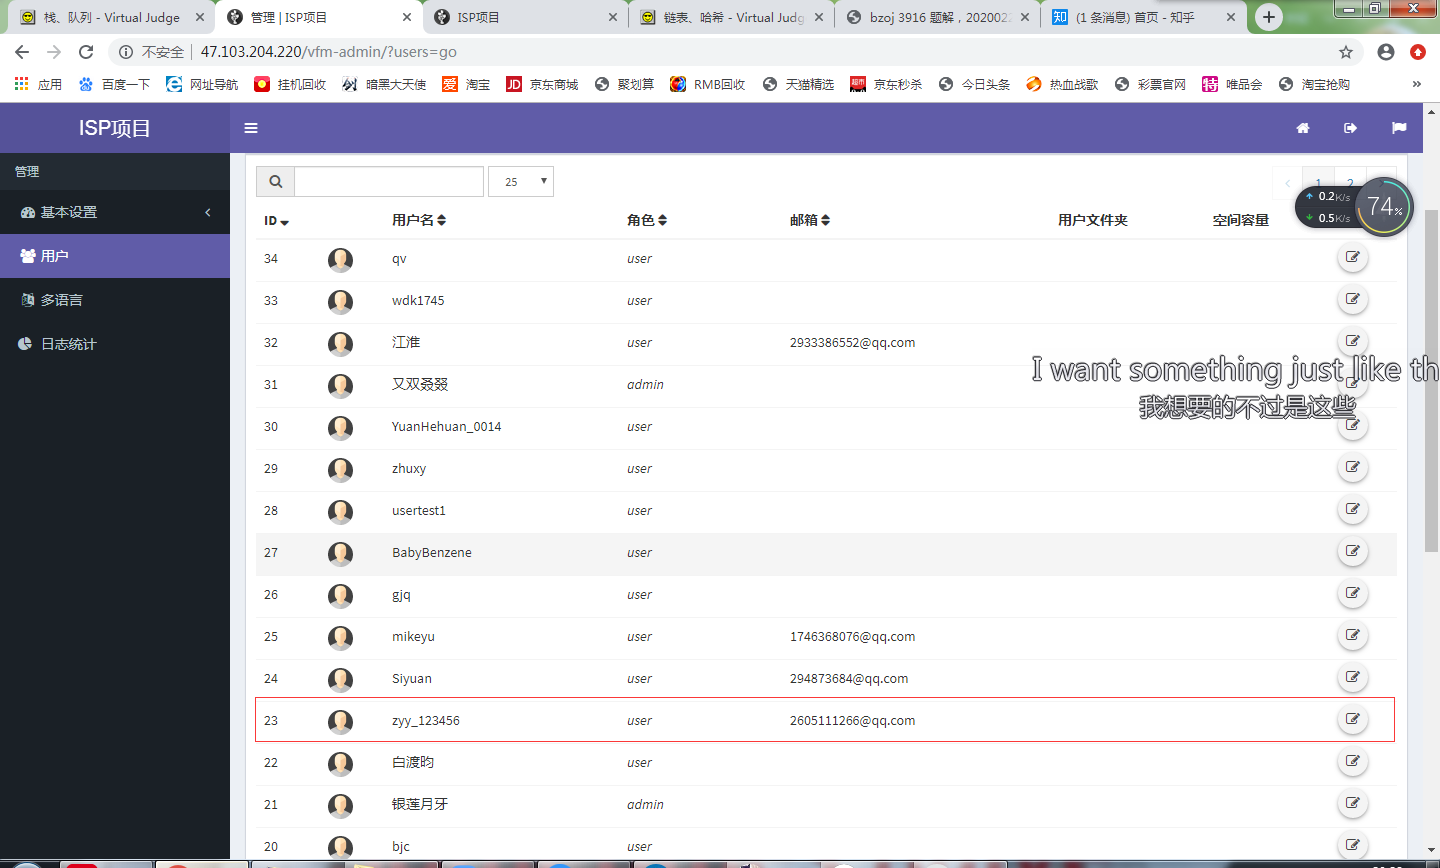 栈、队列 - Virtual Judge
管理 | ISP项目
ISP项目
链表、哈希 - Virtual Judg
bzoj 3916 题解，2020022
(1 条消息) 首页 - 知乎
不安全 47.103.204.220/vfm-admin/?users=go
应用 百度一下 网址导航 挂机回收 暗黑大天使 淘宝 京东商城 聚划算 RMB回收 天猫精选 京东秒杀 今日头条 热血战歌 彩票官网 唯品会 淘宝抢购 »
ISP项目
管理
基本设置
用户
多语言
日志统计
25
1 2
0.2K/s
0.5K/s
74%
ID 用户名 角色 邮箱 用户文件夹 空间容量
34 qv user
33 wdk1745 user
32 江淮 user 2933386552@qq.com
31 又双叒叕 admin
I want something just like th
我想要的不过是这些
30 YuanHehuan_0014 user
29 zhuxy user
28 usertest1 user
27 BabyBenzene user
26 gjq user
25 mikeyu user 1746368076@qq.com
24 Siyuan user 294873684@qq.com
23 zyy_123456 user 2605111266@qq.com
22 白渡昀 user
21 银莲月牙 admin
20 bjc user